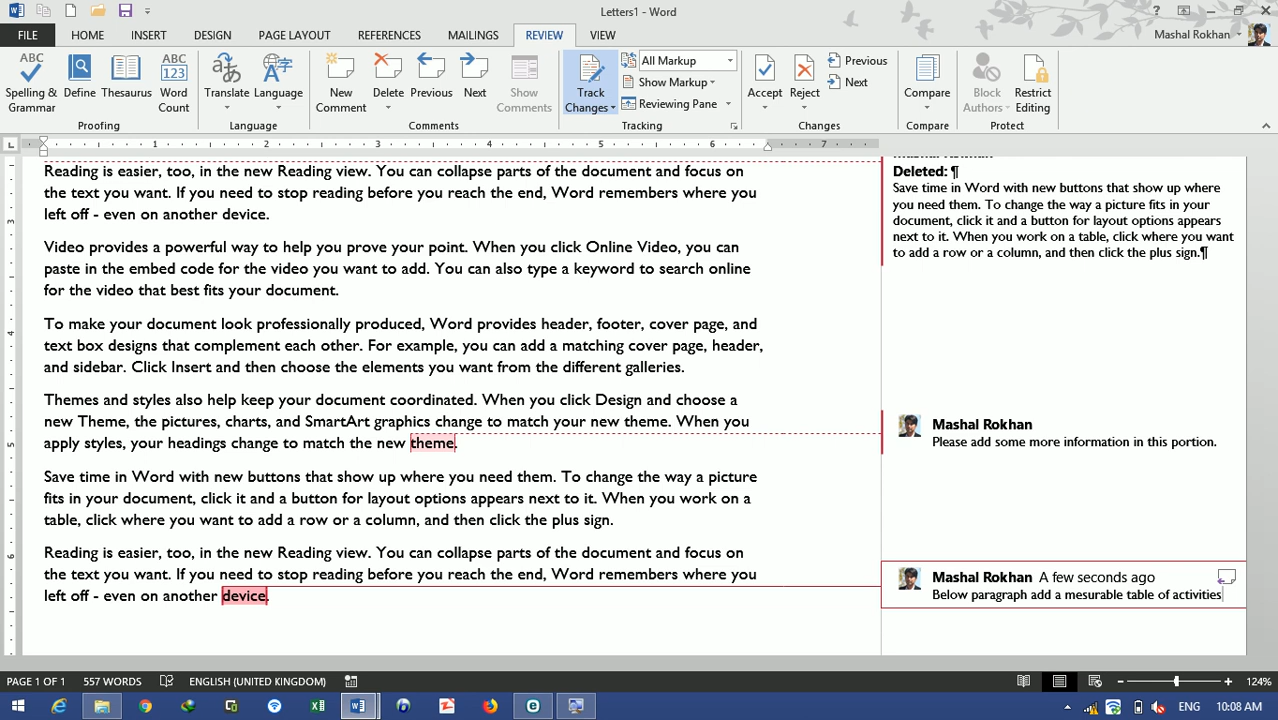 Letters1 - Word
?
FILE HOME INSERT DESIGN PAGE LAYOUT REFERENCES MAILINGS REVIEW VIEW Mashal Rokhan
ABC ABC 123
Spelling & Grammar Define Thesaurus Word Count Translate Language New Comment Delete Previous Next Show Comments Track Changes All Markup Show Markup Reviewing Pane Accept Reject Previous Next Compare Block Authors Restrict Editing
Proofing Language Comments Tracking Changes Compare Protect
1 2 3 4 5 6 7
Reading is easier, too, in the new Reading view. You can collapse parts of the document and focus on
the text you want. If you need to stop reading before you reach the end, Word remembers where you
left off - even on another device.
Video provides a powerful way to help you prove your point. When you click Online Video, you can
paste in the embed code for the video you want to add. You can also type a keyword to search online
for the video that best fits your document.
To make your document look professionally produced, Word provides header, footer, cover page, and
text box designs that complement each other. For example, you can add a matching cover page, header,
and sidebar. Click Insert and then choose the elements you want from the different galleries.
Themes and styles also help keep your document coordinated. When you click Design and choose a
new Theme, the pictures, charts, and SmartArt graphics change to match your new theme. When you
apply styles, your headings change to match the new theme.
Save time in Word with new buttons that show up where you need them. To change the way a picture
fits in your document, click it and a button for layout options appears next to it. When you work on a
table, click where you want to add a row or a column, and then click the plus sign.
Reading is easier, too, in the new Reading view. You can collapse parts of the document and focus on
the text you want. If you need to stop reading before you reach the end, Word remembers where you
left off - even on another device.
3
4
5
6
Mashal Rokhan
Deleted: ¶
Save time in Word with new buttons that show up where
you need them. To change the way a picture fits in your
document, click it and a button for layout options appears
next to it. When you work on a table, click where you want
to add a row or a column, and then click the plus sign.¶
Mashal Rokhan
Please add some more information in this portion.
Mashal Rokhan A few seconds ago
Below paragraph add a mesurable table of activities
PAGE 1 OF 1 557 WORDS ENGLISH (UNITED KINGDOM) 124%
ENG 10:08 AM